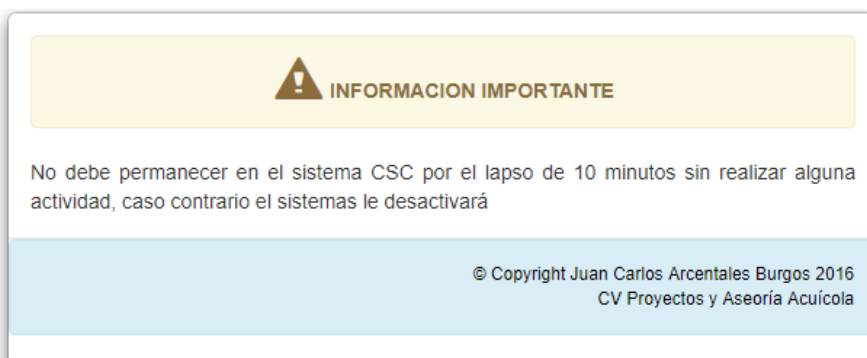 INFORMACION IMPORTANTE
No debe permanecer en el sistema CSC por el lapso de 10 minutos sin realizar alguna
actividad, caso contrario el sistemas le desactivará
© Copyright Juan Carlos Arcentales Burgos 2016
CV Proyectos y Aseoría Acuícola